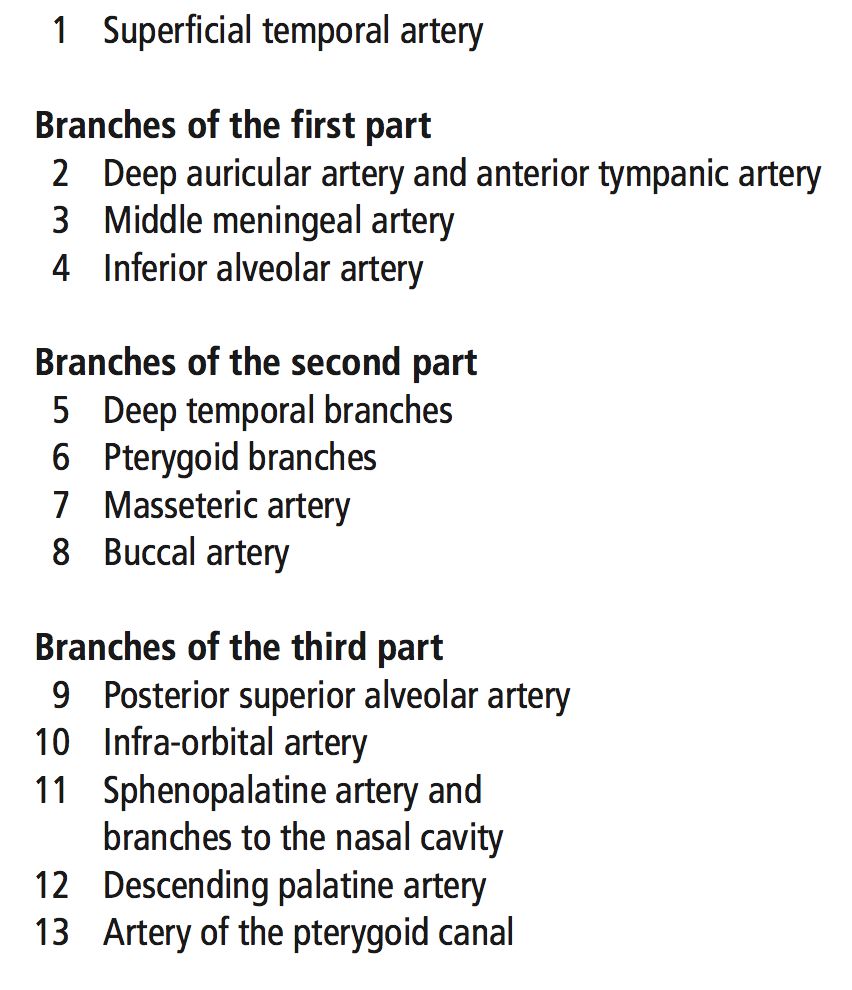 1 Superficial temporal artery
Branches of the first part
2 Deep auricular artery and anterior tympanic artery
3 Middle meningeal artery
4 Inferior alveolar artery
Branches of the second part
5 Deep temporal branches
6 Pterygoid branches
7 Masseteric artery
8 Buccal artery
Branches of the third part
9 Posterior superior alveolar artery
10 Infra-orbital artery
11 Sphenopalatine artery and
branches to the nasal cavity
12 Descending palatine artery
13 Artery of the pterygoid canal